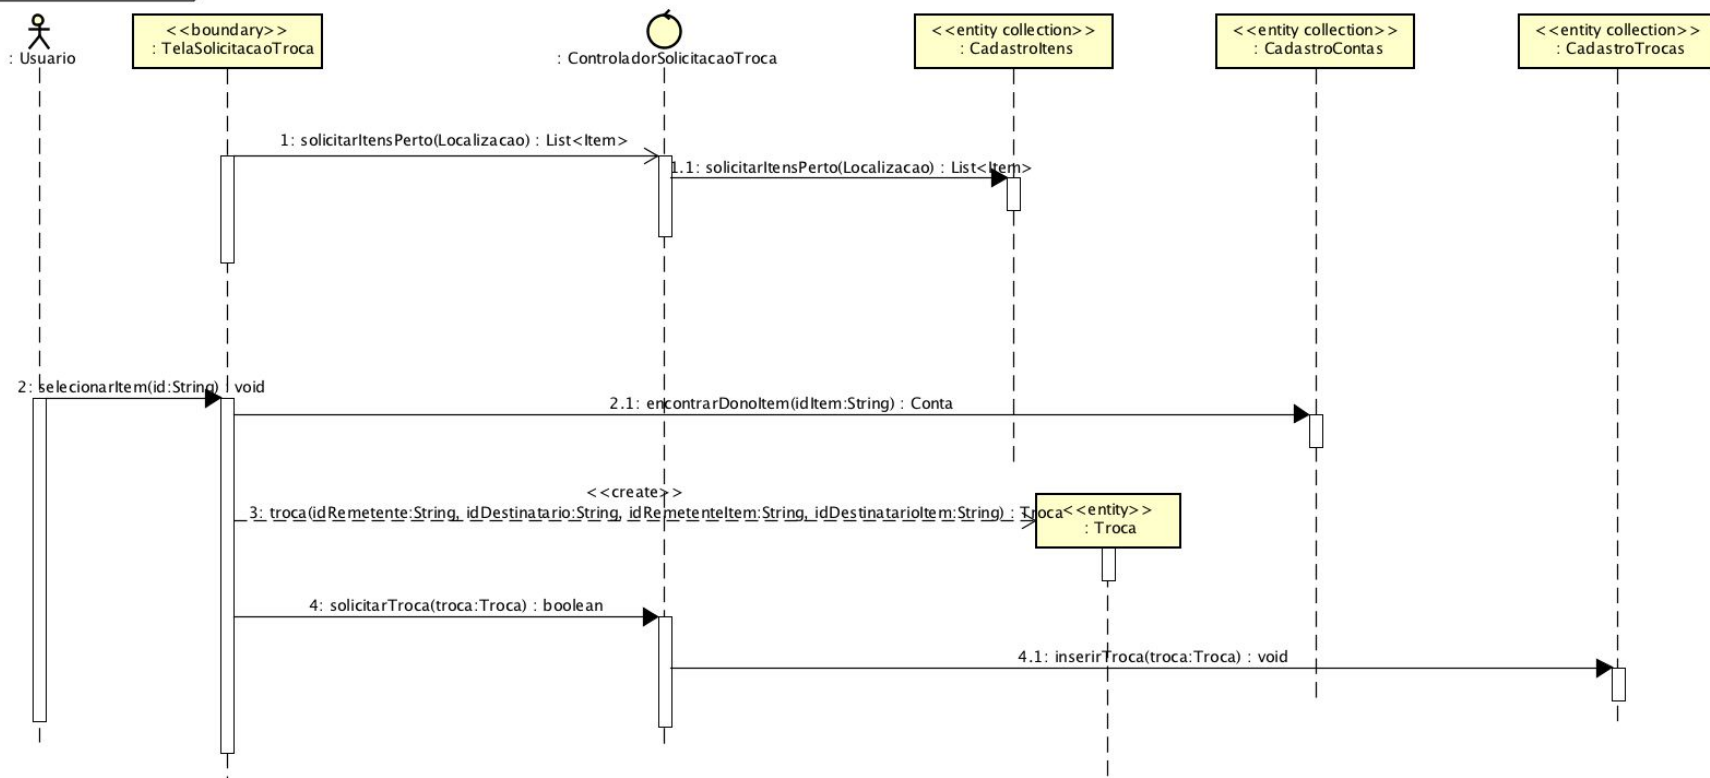 : Usuario
<<boundary>>
: TelaSolicitacaoTroca
: ControladorSolicitacaoTroca
<<entity collection>>
: CadastroItens
<<entity collection>>
: CadastroContas
<<entity collection>>
: CadastroTrocas
1: solicitarItensPerto(Localizacao) : List<Item>
1.1: solicitarItensPerto(Localizacao) : List<Item>
2: selecionarItem(id:String) : void
2.1: encontrarDonoItem(idItem:String) : Conta
<<create>>
3: troca(idRemetente:String, idDestinatario:String, idRemetenteItem:String, idDestinatarioItem:String) : Troca
<<entity>>
: Troca
4: solicitarTroca(troca:Troca) : boolean
4.1: inserirTroca(troca:Troca) : void